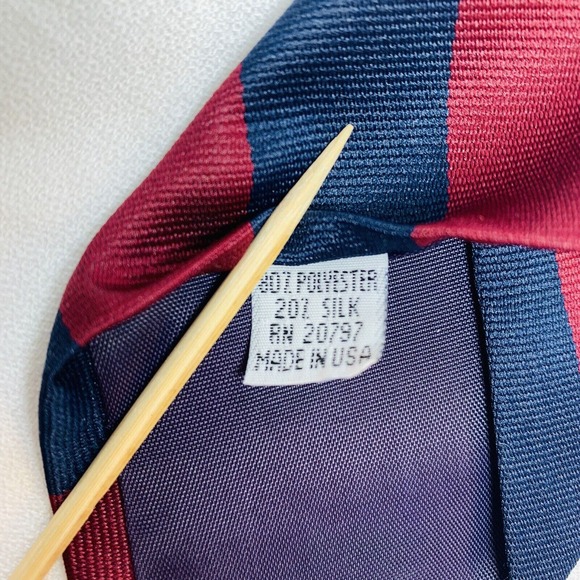 80% POLYESTER
20% SILK
RN 20797
MADE IN USA